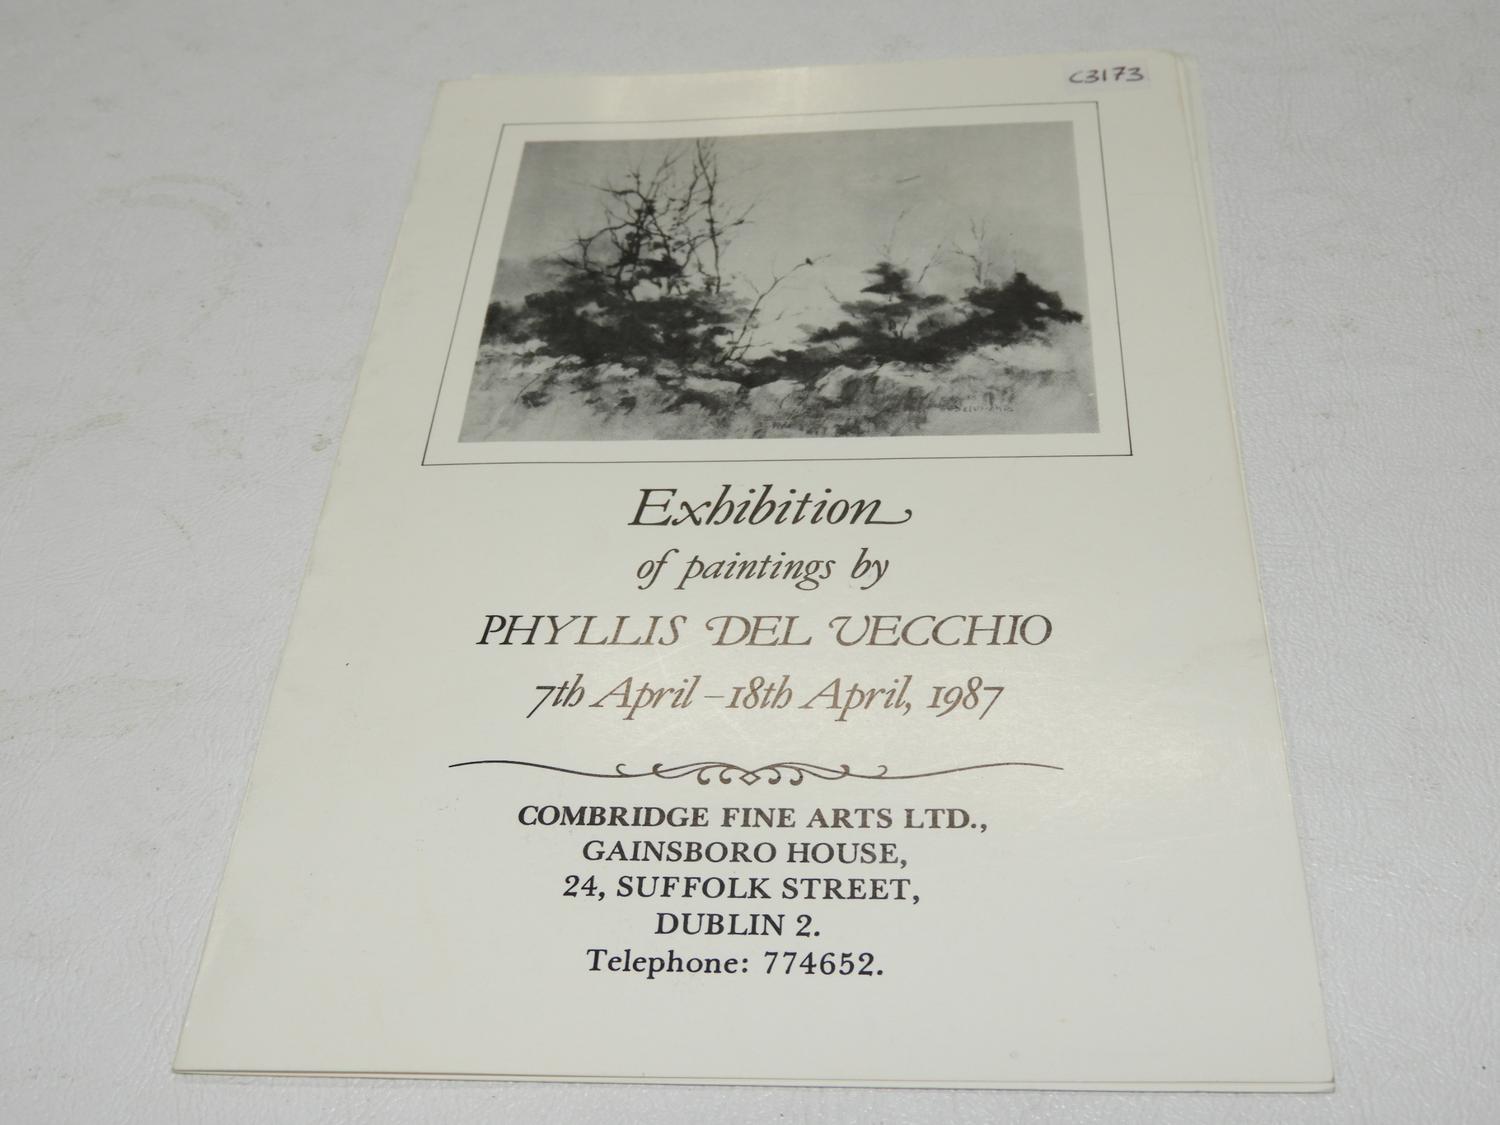 C3173
Exhibition
of paintings by
PHYLLIS DEL VECCHIO
7th April – 18th April, 1987
COMBRIDGE FINE ARTS LTD.,
GAINSBORO HOUSE,
24, SUFFOLK STREET,
DUBLIN 2.
Telephone: 774652.